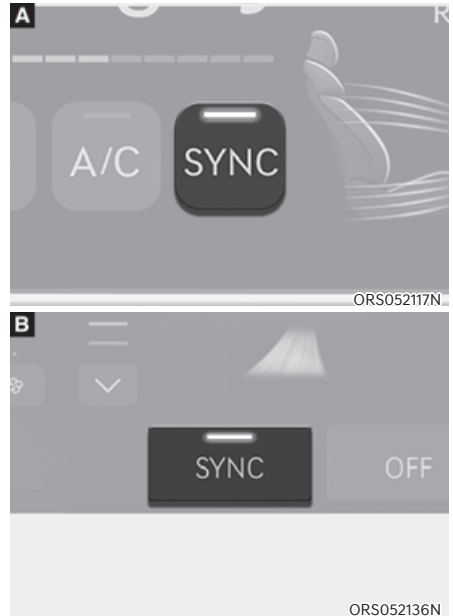 A
R
A/C
SYNC
ORS052117N
B
SYNC
OFF
ORS052136N